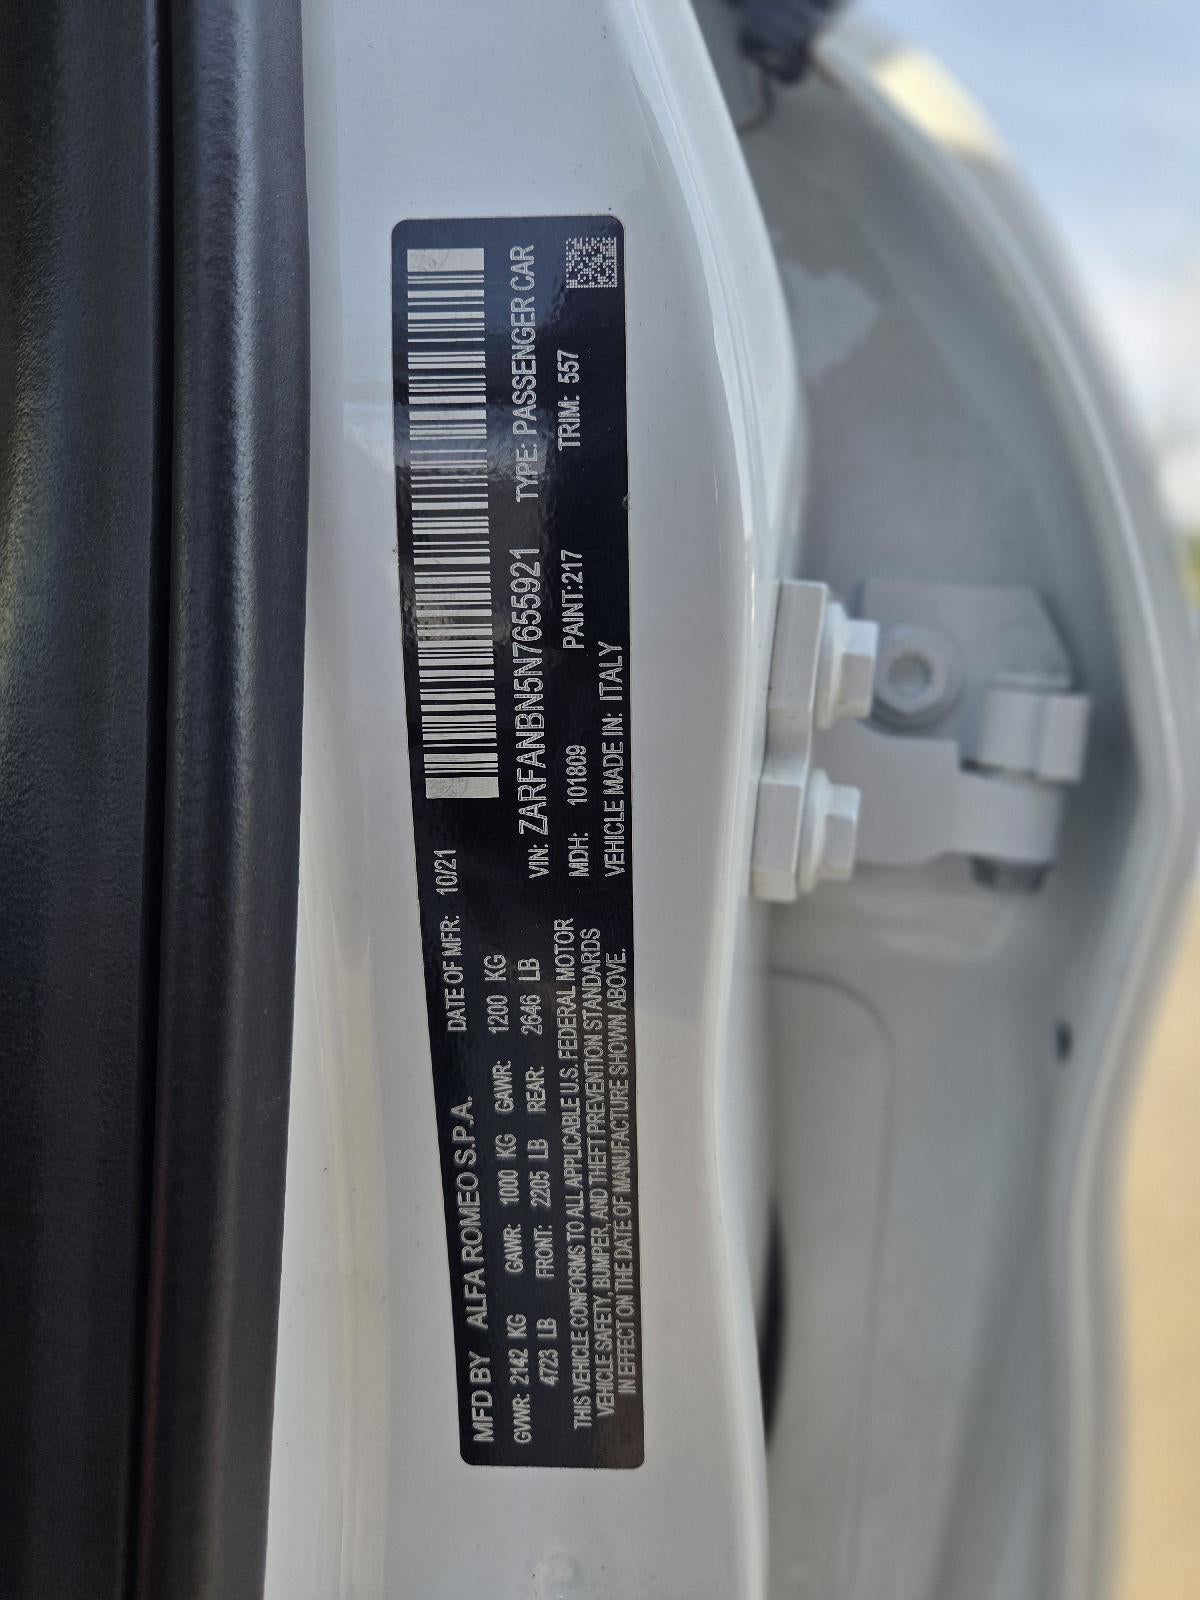 MFD BY ALFA ROMEO S.P.A. DATE OF MFR: 10/21
GVWR: 2142 KG GAWR: 1000 KG GAWR: 1200 KG
4723 LB FRONT: 2205 LB REAR: 2646 LB
THIS VEHICLE CONFORMS TO ALL APPLICABLE U.S. FEDERAL MOTOR
VEHICLE SAFETY, BUMPER, AND THEFT PREVENTION STANDARDS
IN EFFECT ON THE DATE OF MANUFACTURE SHOWN ABOVE.
VIN: ZARFANBN5N7655921 TYPE: PASSENGER CAR
MDH: 101809 PAINT:217 TRIM: 557
VEHICLE MADE IN: ITALY